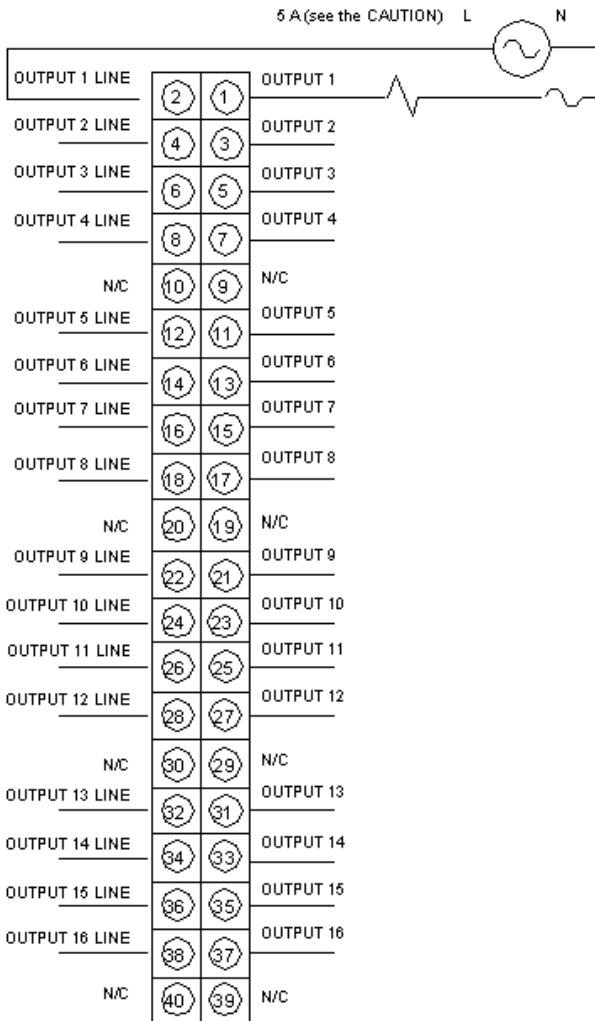 5 A (see the CAUTION) L N
OUTPUT 1 LINE 2 1 OUTPUT 1
OUTPUT 2 LINE 4 3 OUTPUT 2
OUTPUT 3 LINE 6 5 OUTPUT 3
OUTPUT 4 LINE 8 7 OUTPUT 4
N/C 10 9 N/C
OUTPUT 5 LINE 12 11 OUTPUT 5
OUTPUT 6 LINE 14 13 OUTPUT 6
OUTPUT 7 LINE 16 15 OUTPUT 7
OUTPUT 8 LINE 18 17 OUTPUT 8
N/C 20 19 N/C
OUTPUT 9 LINE 22 21 OUTPUT 9
OUTPUT 10 LINE 24 23 OUTPUT 10
OUTPUT 11 LINE 26 25 OUTPUT 11
OUTPUT 12 LINE 28 27 OUTPUT 12
N/C 30 29 N/C
OUTPUT 13 LINE 32 31 OUTPUT 13
OUTPUT 14 LINE 34 33 OUTPUT 14
OUTPUT 15 LINE 36 35 OUTPUT 15
OUTPUT 16 LINE 38 37 OUTPUT 16
N/C 40 39 N/C